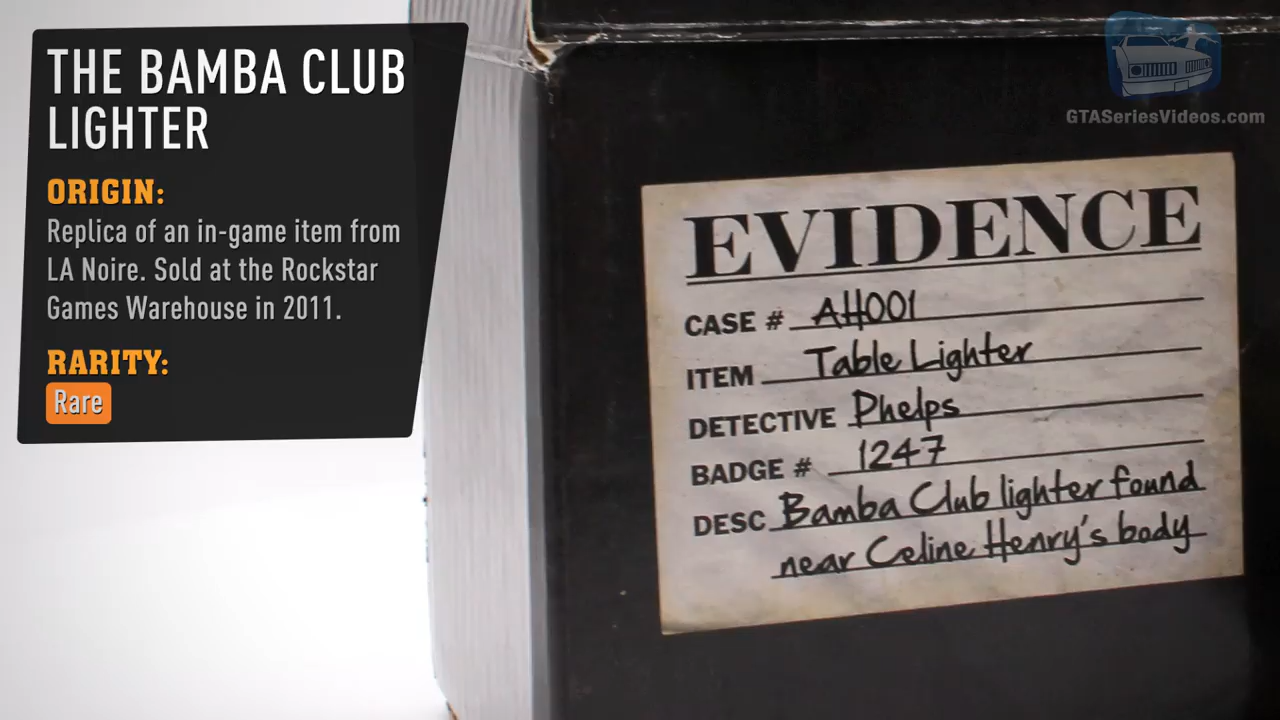 THE BAMBA CLUB
LIGHTER
ORIGIN:
Replica of an in-game item from
LA Noire. Sold at the Rockstar
Games Warehouse in 2011.
RARITY:
Rare
GTASeriesVideos.com
EVIDENCE
CASE # AH001
ITEM Table Lighter
DETECTIVE Phelps
BADGE # 1247
DESC Bamba Club lighter found
near Celine Henry's body